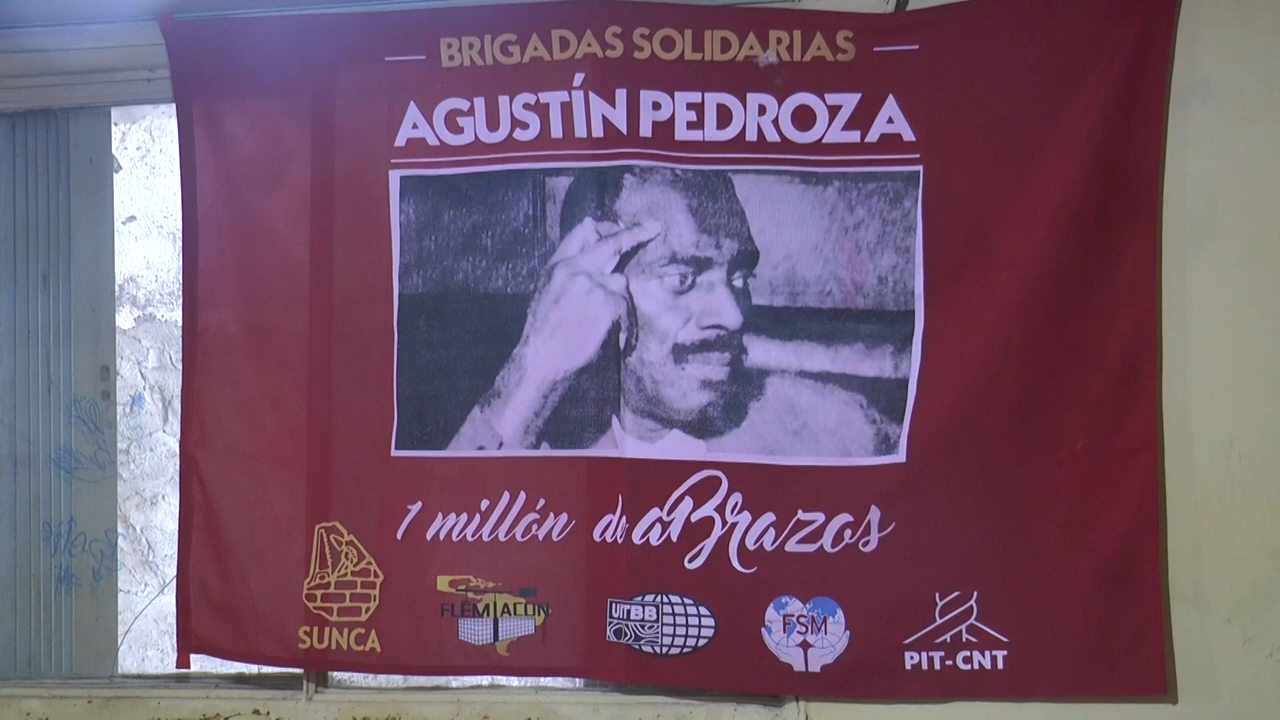 BRIGADAS SOLIDARIAS
AGUSTÍN PEDROZA
1 millón de aBrazos
SUNCA
FLEMACON
UITBB
FSM
PIT-CNT